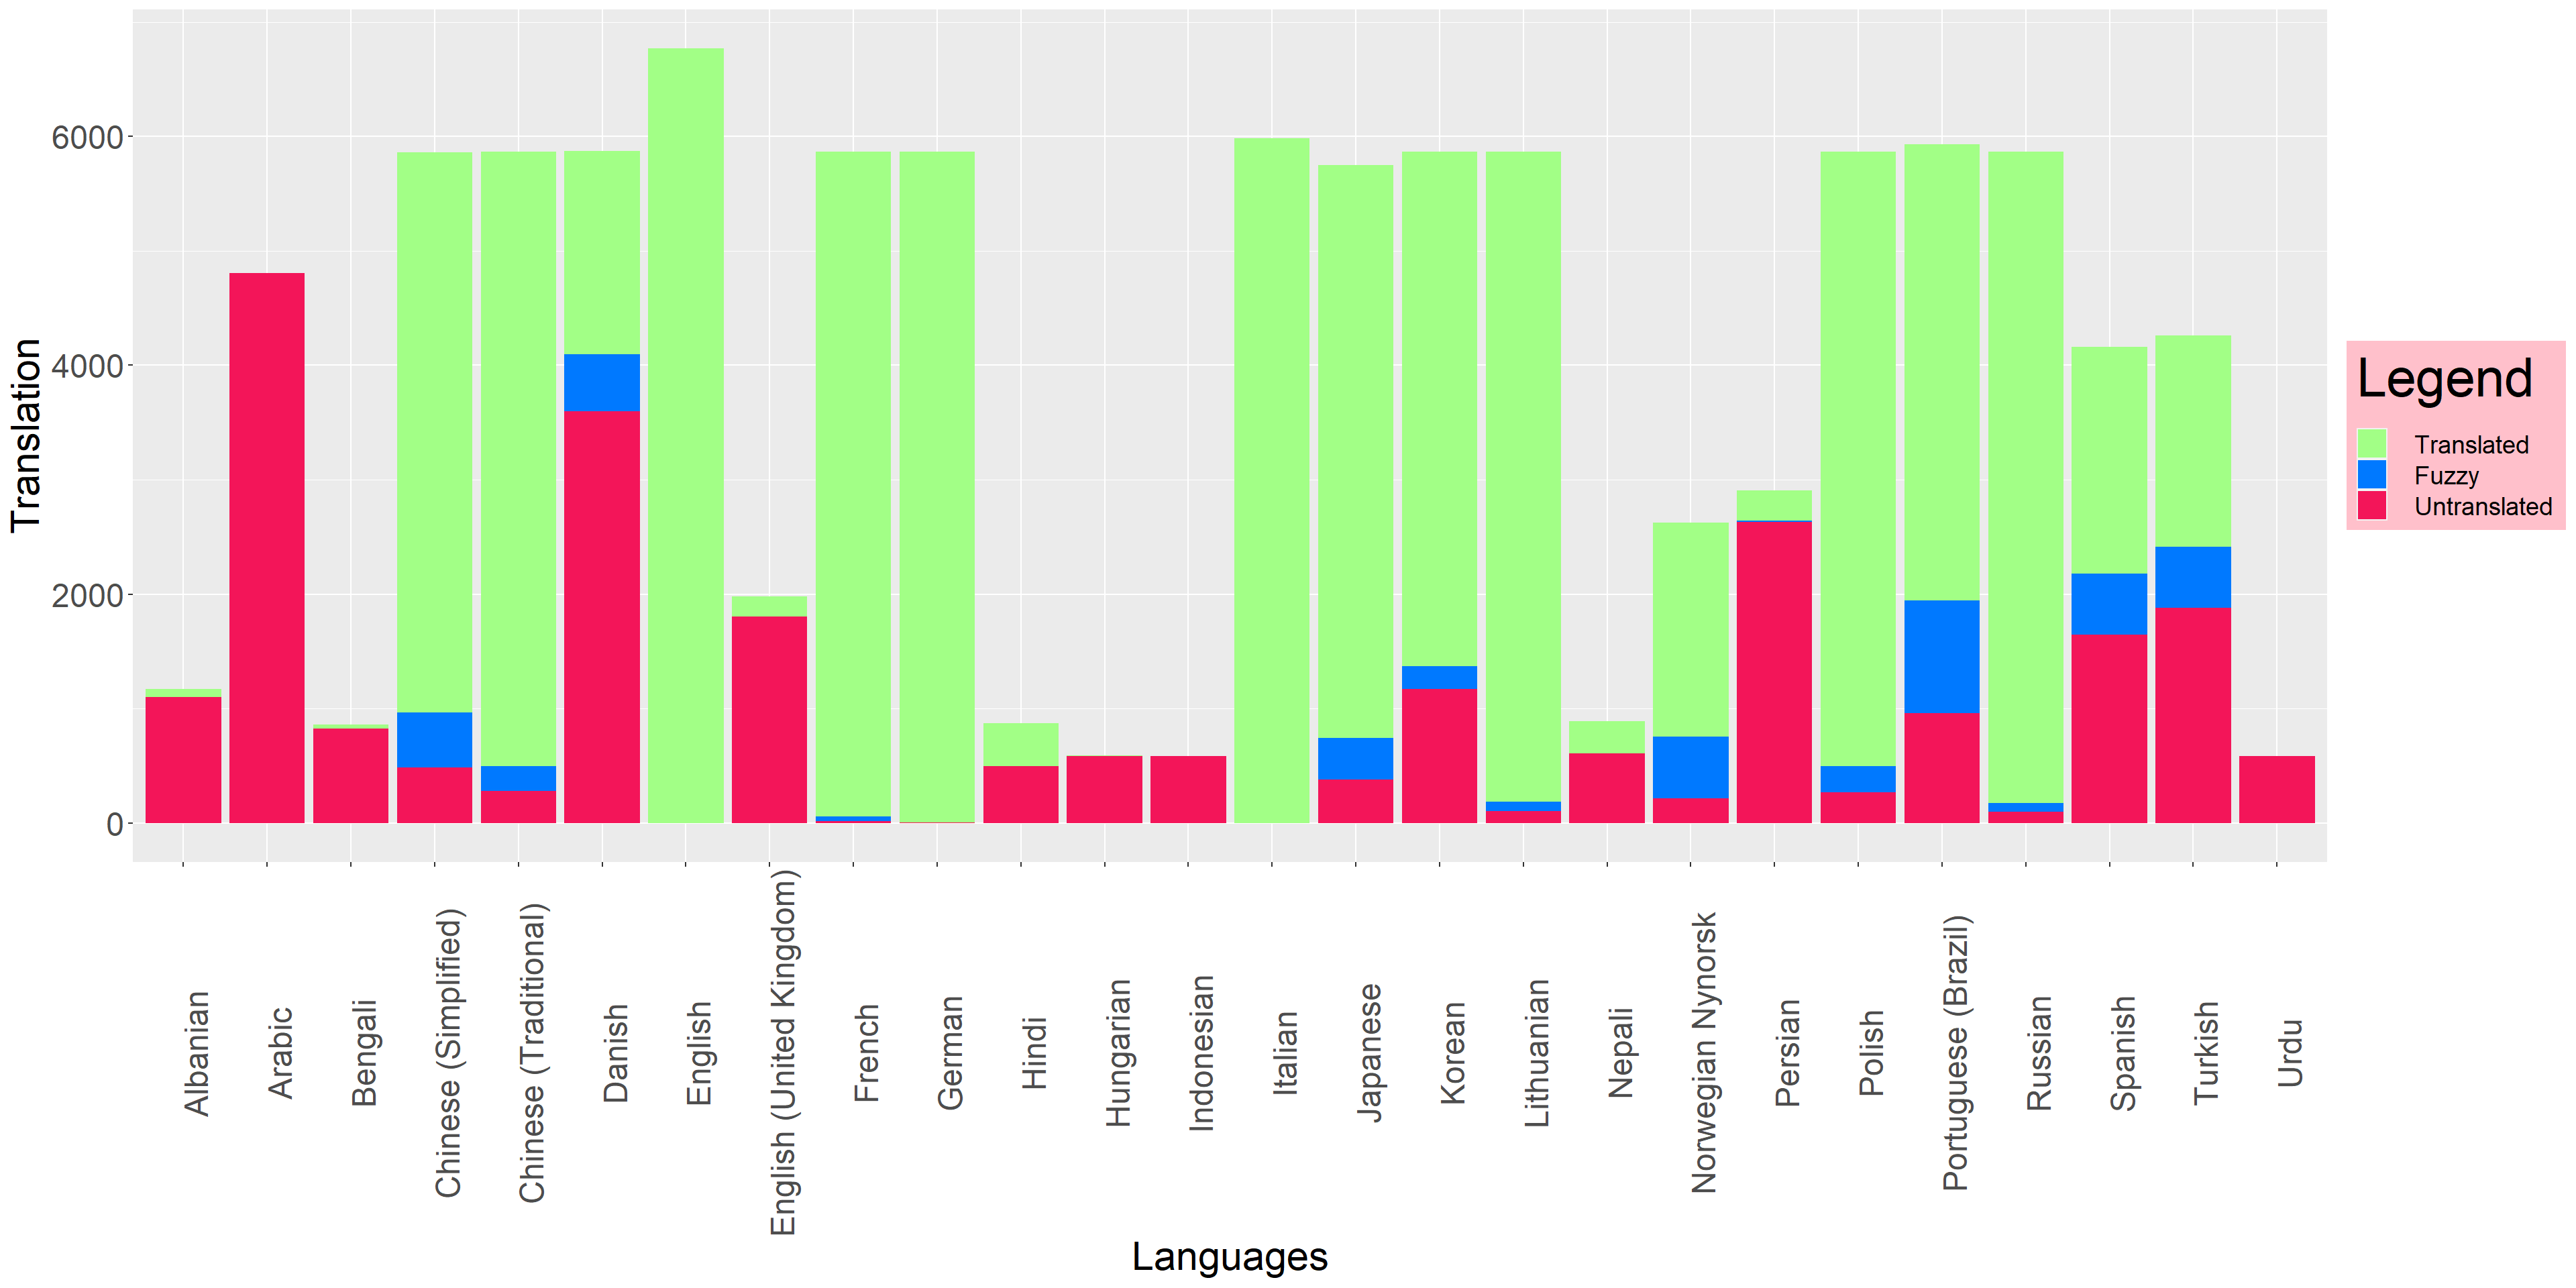 Translation
6000
4000
2000
0
Albanian
Arabic
Bengali
Chinese (Simplified)
Chinese (Traditional)
Danish
English
English (United Kingdom)
French
German
Hindi
Hungarian
Indonesian
Italian
Japanese
Korean
Lithuanian
Nepali
Norwegian Nynorsk
Persian
Polish
Portuguese (Brazil)
Russian
Spanish
Turkish
Urdu
Languages
Legend
Translated
Fuzzy
Untranslated